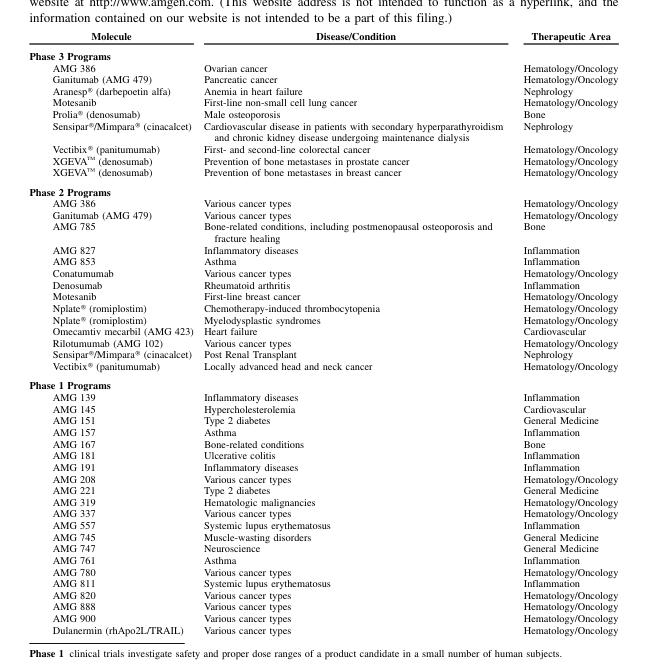 website at http://www.amgen.com. (This website address is not intended to function as a hyperlink, and the
information contained on our website is not intended to be a part of this filing.)
Molecule Disease/Condition Therapeutic Area
Phase 3 Programs
AMG 386 Ovarian cancer Hematology/Oncology
Ganitumab (AMG 479) Pancreatic cancer Hematology/Oncology
Aranesp® (darbepoetin alfa) Anemia in heart failure Nephrology
Motesanib First-line non-small cell lung cancer Hematology/Oncology
Prolia® (denosumab) Male osteoporosis Bone
Sensipar®/Mimpara® (cinacalcet) Cardiovascular disease in patients with secondary hyperparathyroidism Nephrology
and chronic kidney disease undergoing maintenance dialysis
Vectibix® (panitumumab) First- and second-line colorectal cancer Hematology/Oncology
XGEVA™ (denosumab) Prevention of bone metastases in prostate cancer Hematology/Oncology
XGEVA™ (denosumab) Prevention of bone metastases in breast cancer Hematology/Oncology
Phase 2 Programs
AMG 386 Various cancer types Hematology/Oncology
Ganitumab (AMG 479) Various cancer types Hematology/Oncology
AMG 785 Bone-related conditions, including postmenopausal osteoporosis and Bone
fracture healing
AMG 827 Inflammatory diseases Inflammation
AMG 853 Asthma Inflammation
Conatumumab Various cancer types Hematology/Oncology
Denosumab Rheumatoid arthritis Inflammation
Motesanib First-line breast cancer Hematology/Oncology
Nplate® (romiplostim) Chemotherapy-induced thrombocytopenia Hematology/Oncology
Nplate® (romiplostim) Myelodysplastic syndromes Hematology/Oncology
Omecamtiv mecarbil (AMG 423) Heart failure Cardiovascular
Rilotumumab (AMG 102) Various cancer types Hematology/Oncology
Sensipar®/Mimpara® (cinacalcet) Post Renal Transplant Nephrology
Vectibix® (panitumumab) Locally advanced head and neck cancer Hematology/Oncology
Phase 1 Programs
AMG 139 Inflammatory diseases Inflammation
AMG 145 Hypercholesterolemia Cardiovascular
AMG 151 Type 2 diabetes General Medicine
AMG 157 Asthma Inflammation
AMG 167 Bone-related conditions Bone
AMG 181 Ulcerative colitis Inflammation
AMG 191 Inflammatory diseases Inflammation
AMG 208 Various cancer types Hematology/Oncology
AMG 221 Type 2 diabetes General Medicine
AMG 319 Hematologic malignancies Hematology/Oncology
AMG 337 Various cancer types Hematology/Oncology
AMG 557 Systemic lupus erythematosus Inflammation
AMG 745 Muscle-wasting disorders General Medicine
AMG 747 Neuroscience General Medicine
AMG 761 Asthma Inflammation
AMG 780 Various cancer types Hematology/Oncology
AMG 811 Systemic lupus erythematosus Inflammation
AMG 820 Various cancer types Hematology/Oncology
AMG 888 Various cancer types Hematology/Oncology
AMG 900 Various cancer types Hematology/Oncology
Dulanermin (rhApo2L/TRAIL) Various cancer types Hematology/Oncology
Phase 1 clinical trials investigate safety and proper dose ranges of a product candidate in a small number of human subjects.